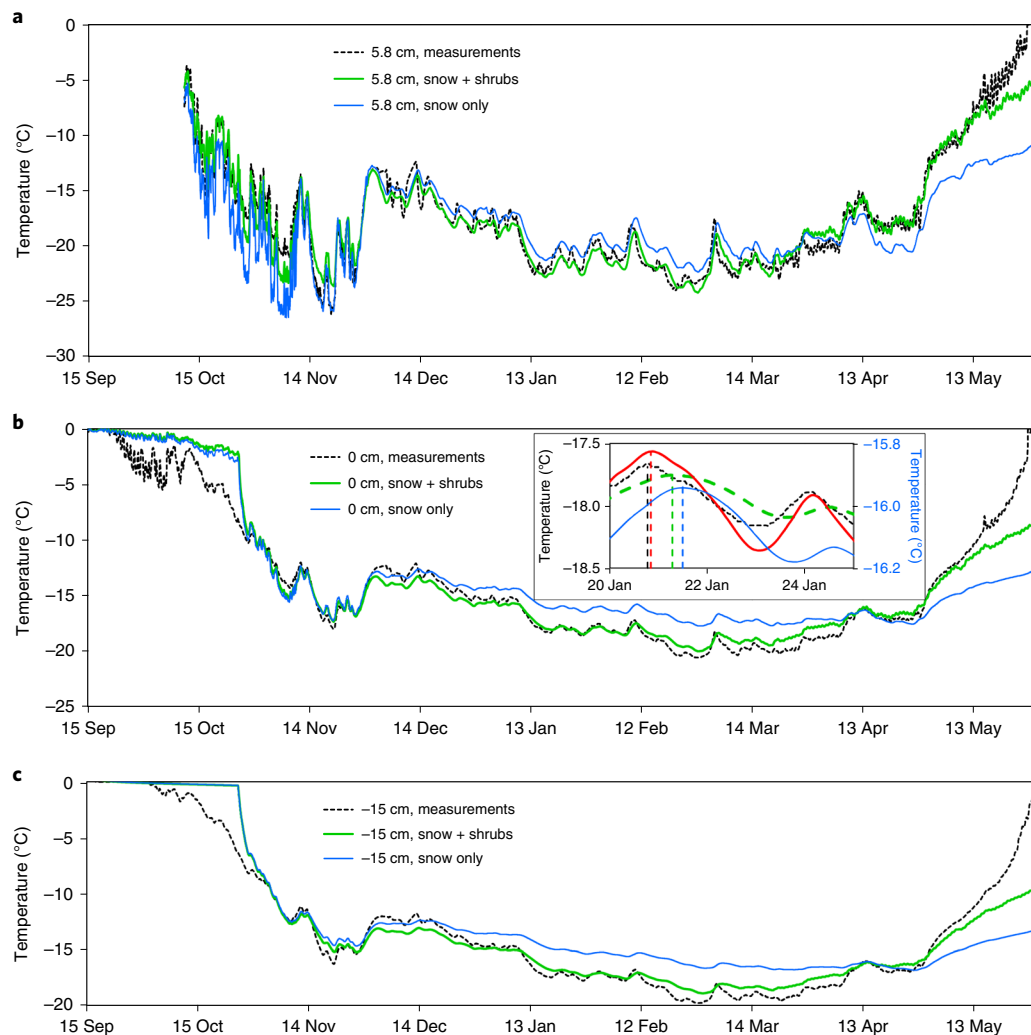 a
0
−5
−10
−15
−20
−25
−30
Temperature (°C)
5.8 cm, measurements
5.8 cm, snow + shrubs
5.8 cm, snow only
15 Sep 15 Oct 14 Nov 14 Dec 13 Jan 12 Feb 14 Mar 13 Apr 13 May
b
0
−5
−10
−15
−20
−25
Temperature (°C)
0 cm, measurements
0 cm, snow + shrubs
0 cm, snow only
−17.5
−18.0
−18.5
Temperature (°C)
20 Jan 22 Jan 24 Jan
−15.8
−16.0
−16.2
Temperature (°C)
15 Sep 15 Oct 14 Nov 14 Dec 13 Jan 12 Feb 14 Mar 13 Apr 13 May
c
0
−5
−10
−15
−20
Temperature (°C)
−15 cm, measurements
−15 cm, snow + shrubs
−15 cm, snow only
15 Sep 15 Oct 14 Nov 14 Dec 13 Jan 12 Feb 14 Mar 13 Apr 13 May